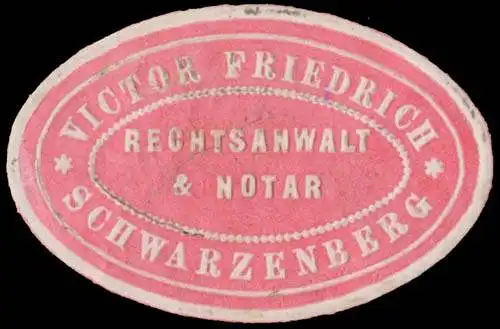 VICTOR FRIEDRICH
RECHTSANWALT
& NOTAR
* SCHWARZENBERG *